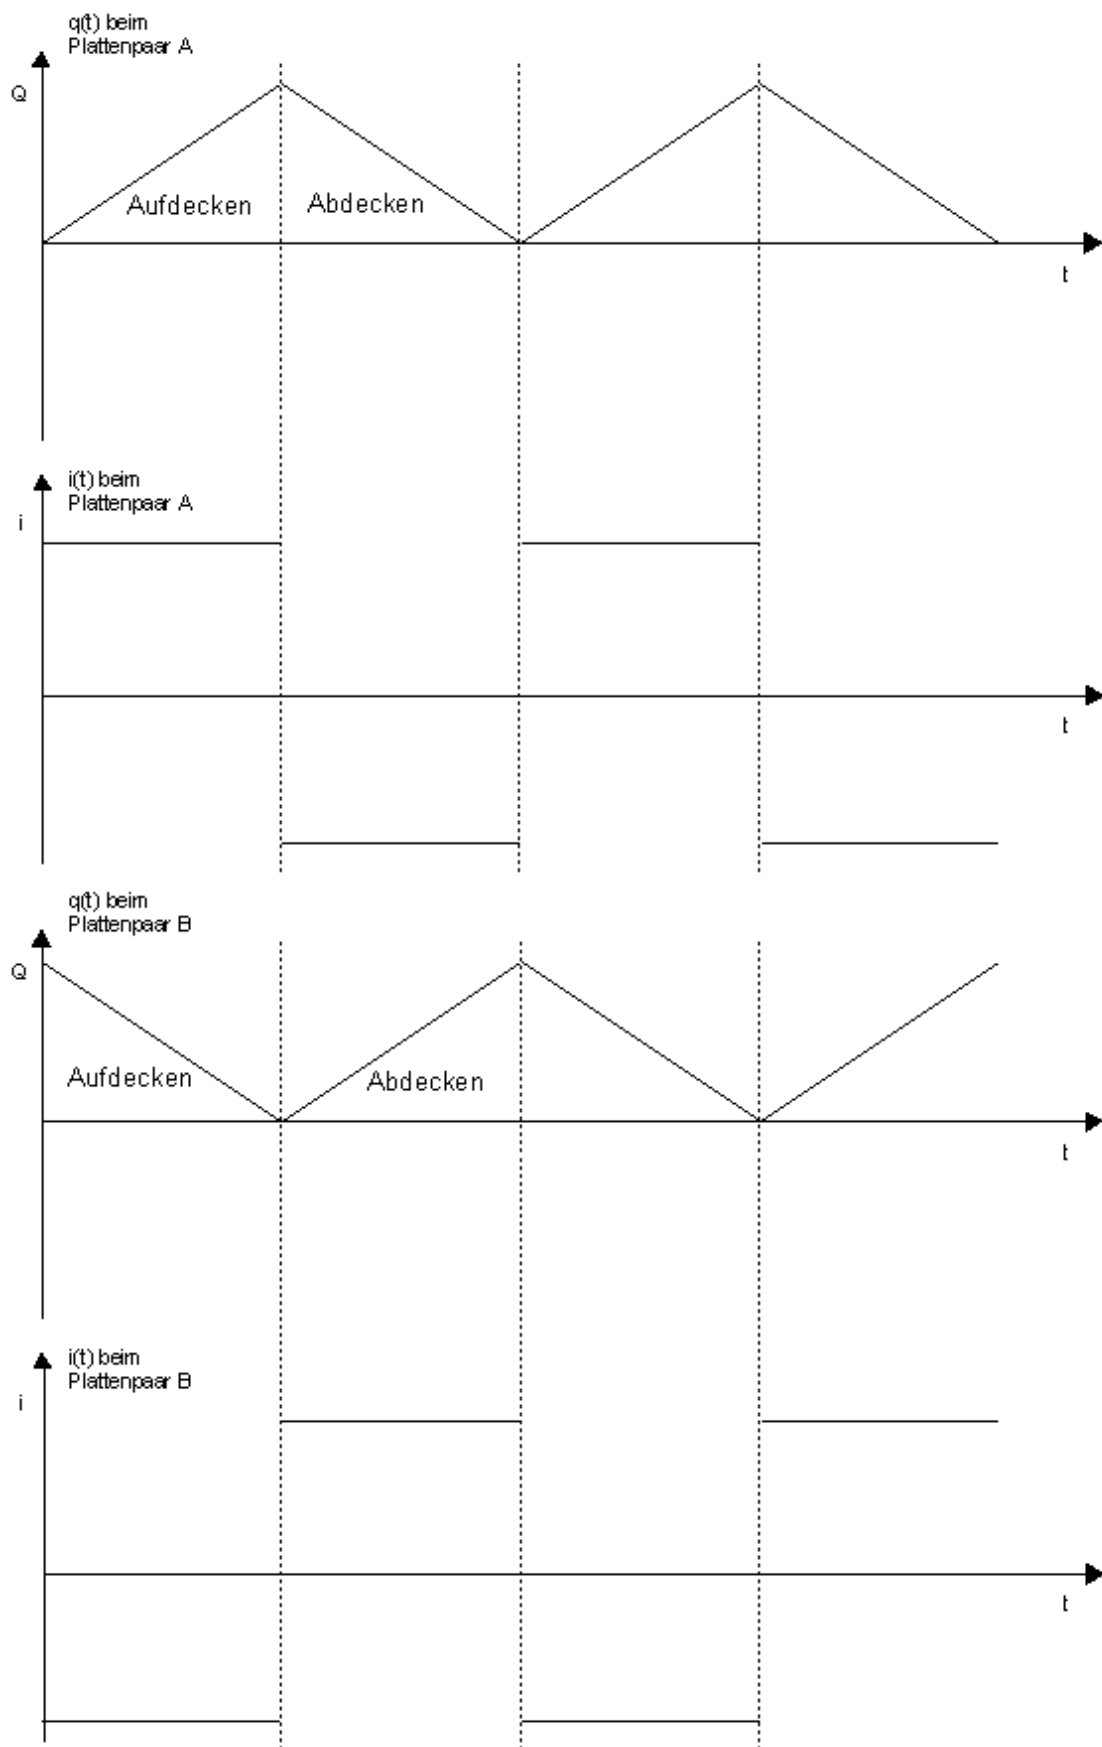 q(t) beim
Plattenpaar A
Q
Aufdecken
Abdecken
t
i(t) beim
Plattenpaar A
i
t
q(t) beim
Plattenpaar B
Q
Aufdecken
Abdecken
t
i(t) beim
Plattenpaar B
i
t